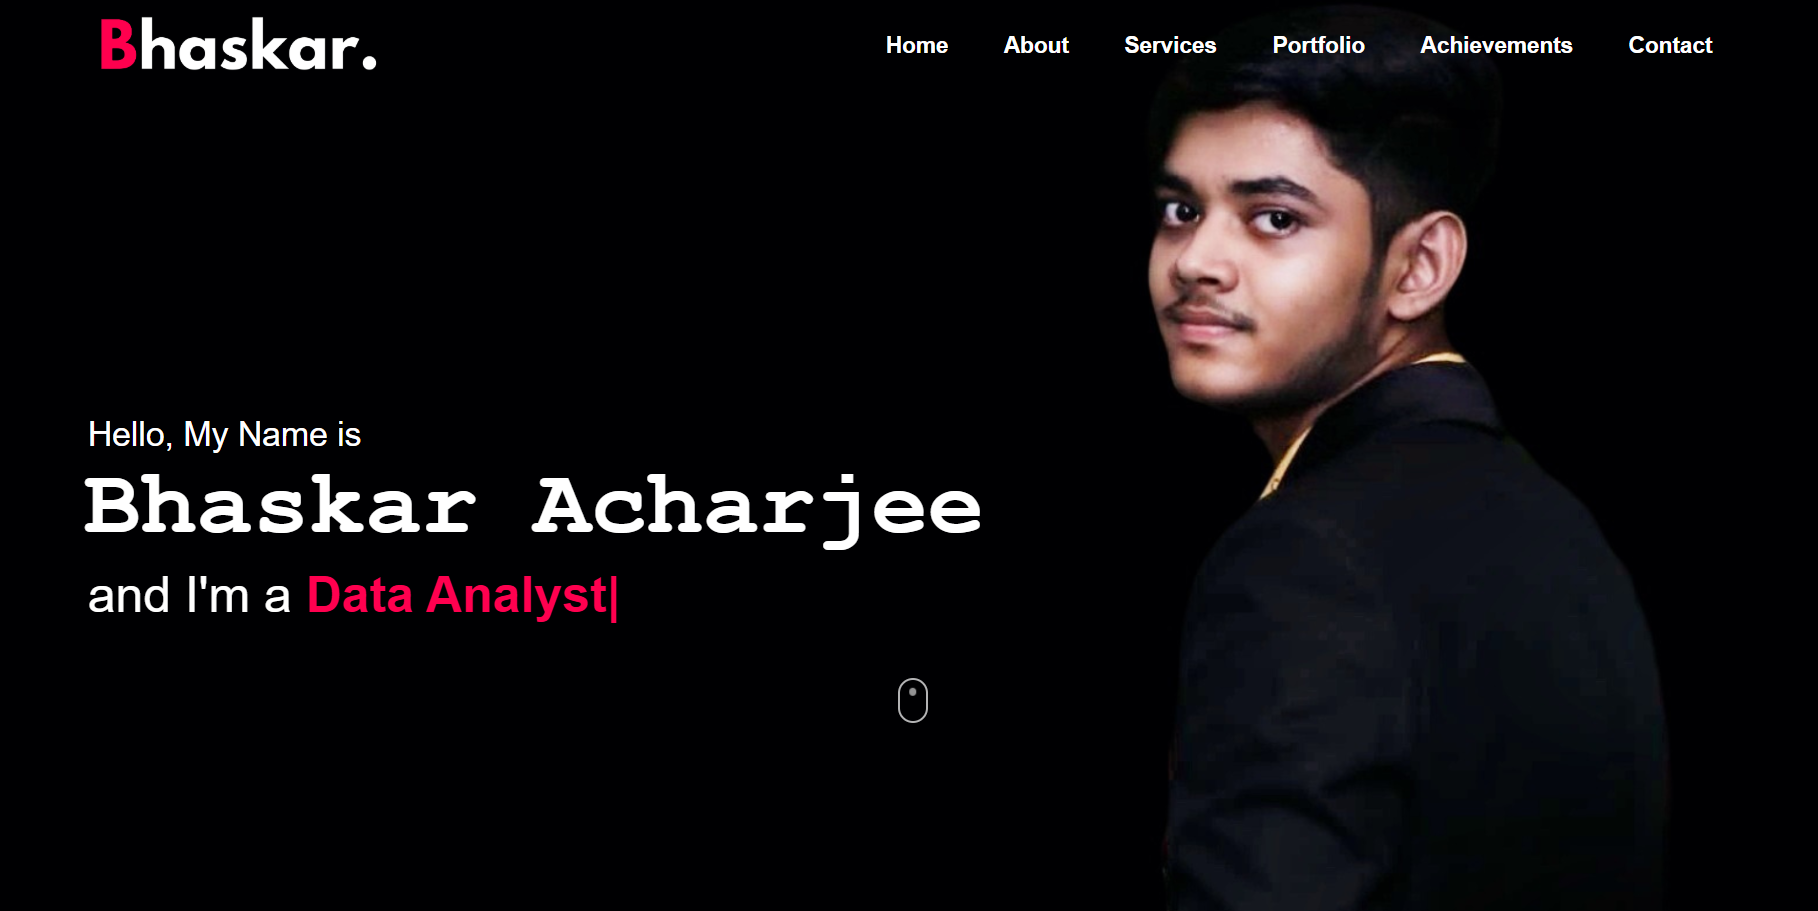 Bhaskar.
Home About Services Portfolio Achievements Contact
Hello, My Name is
Bhaskar Acharjee
and I'm a Data Analyst|